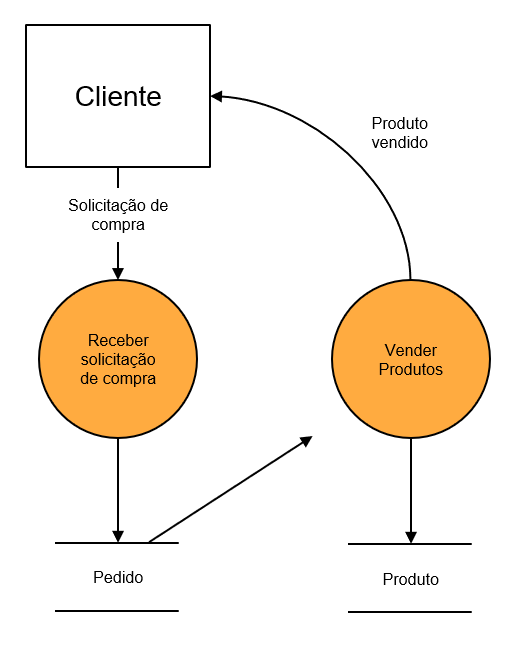 Cliente
Produto
vendido
Solicitação de
compra
Receber
solicitação
de compra
Vender
Produtos
Pedido
Produto